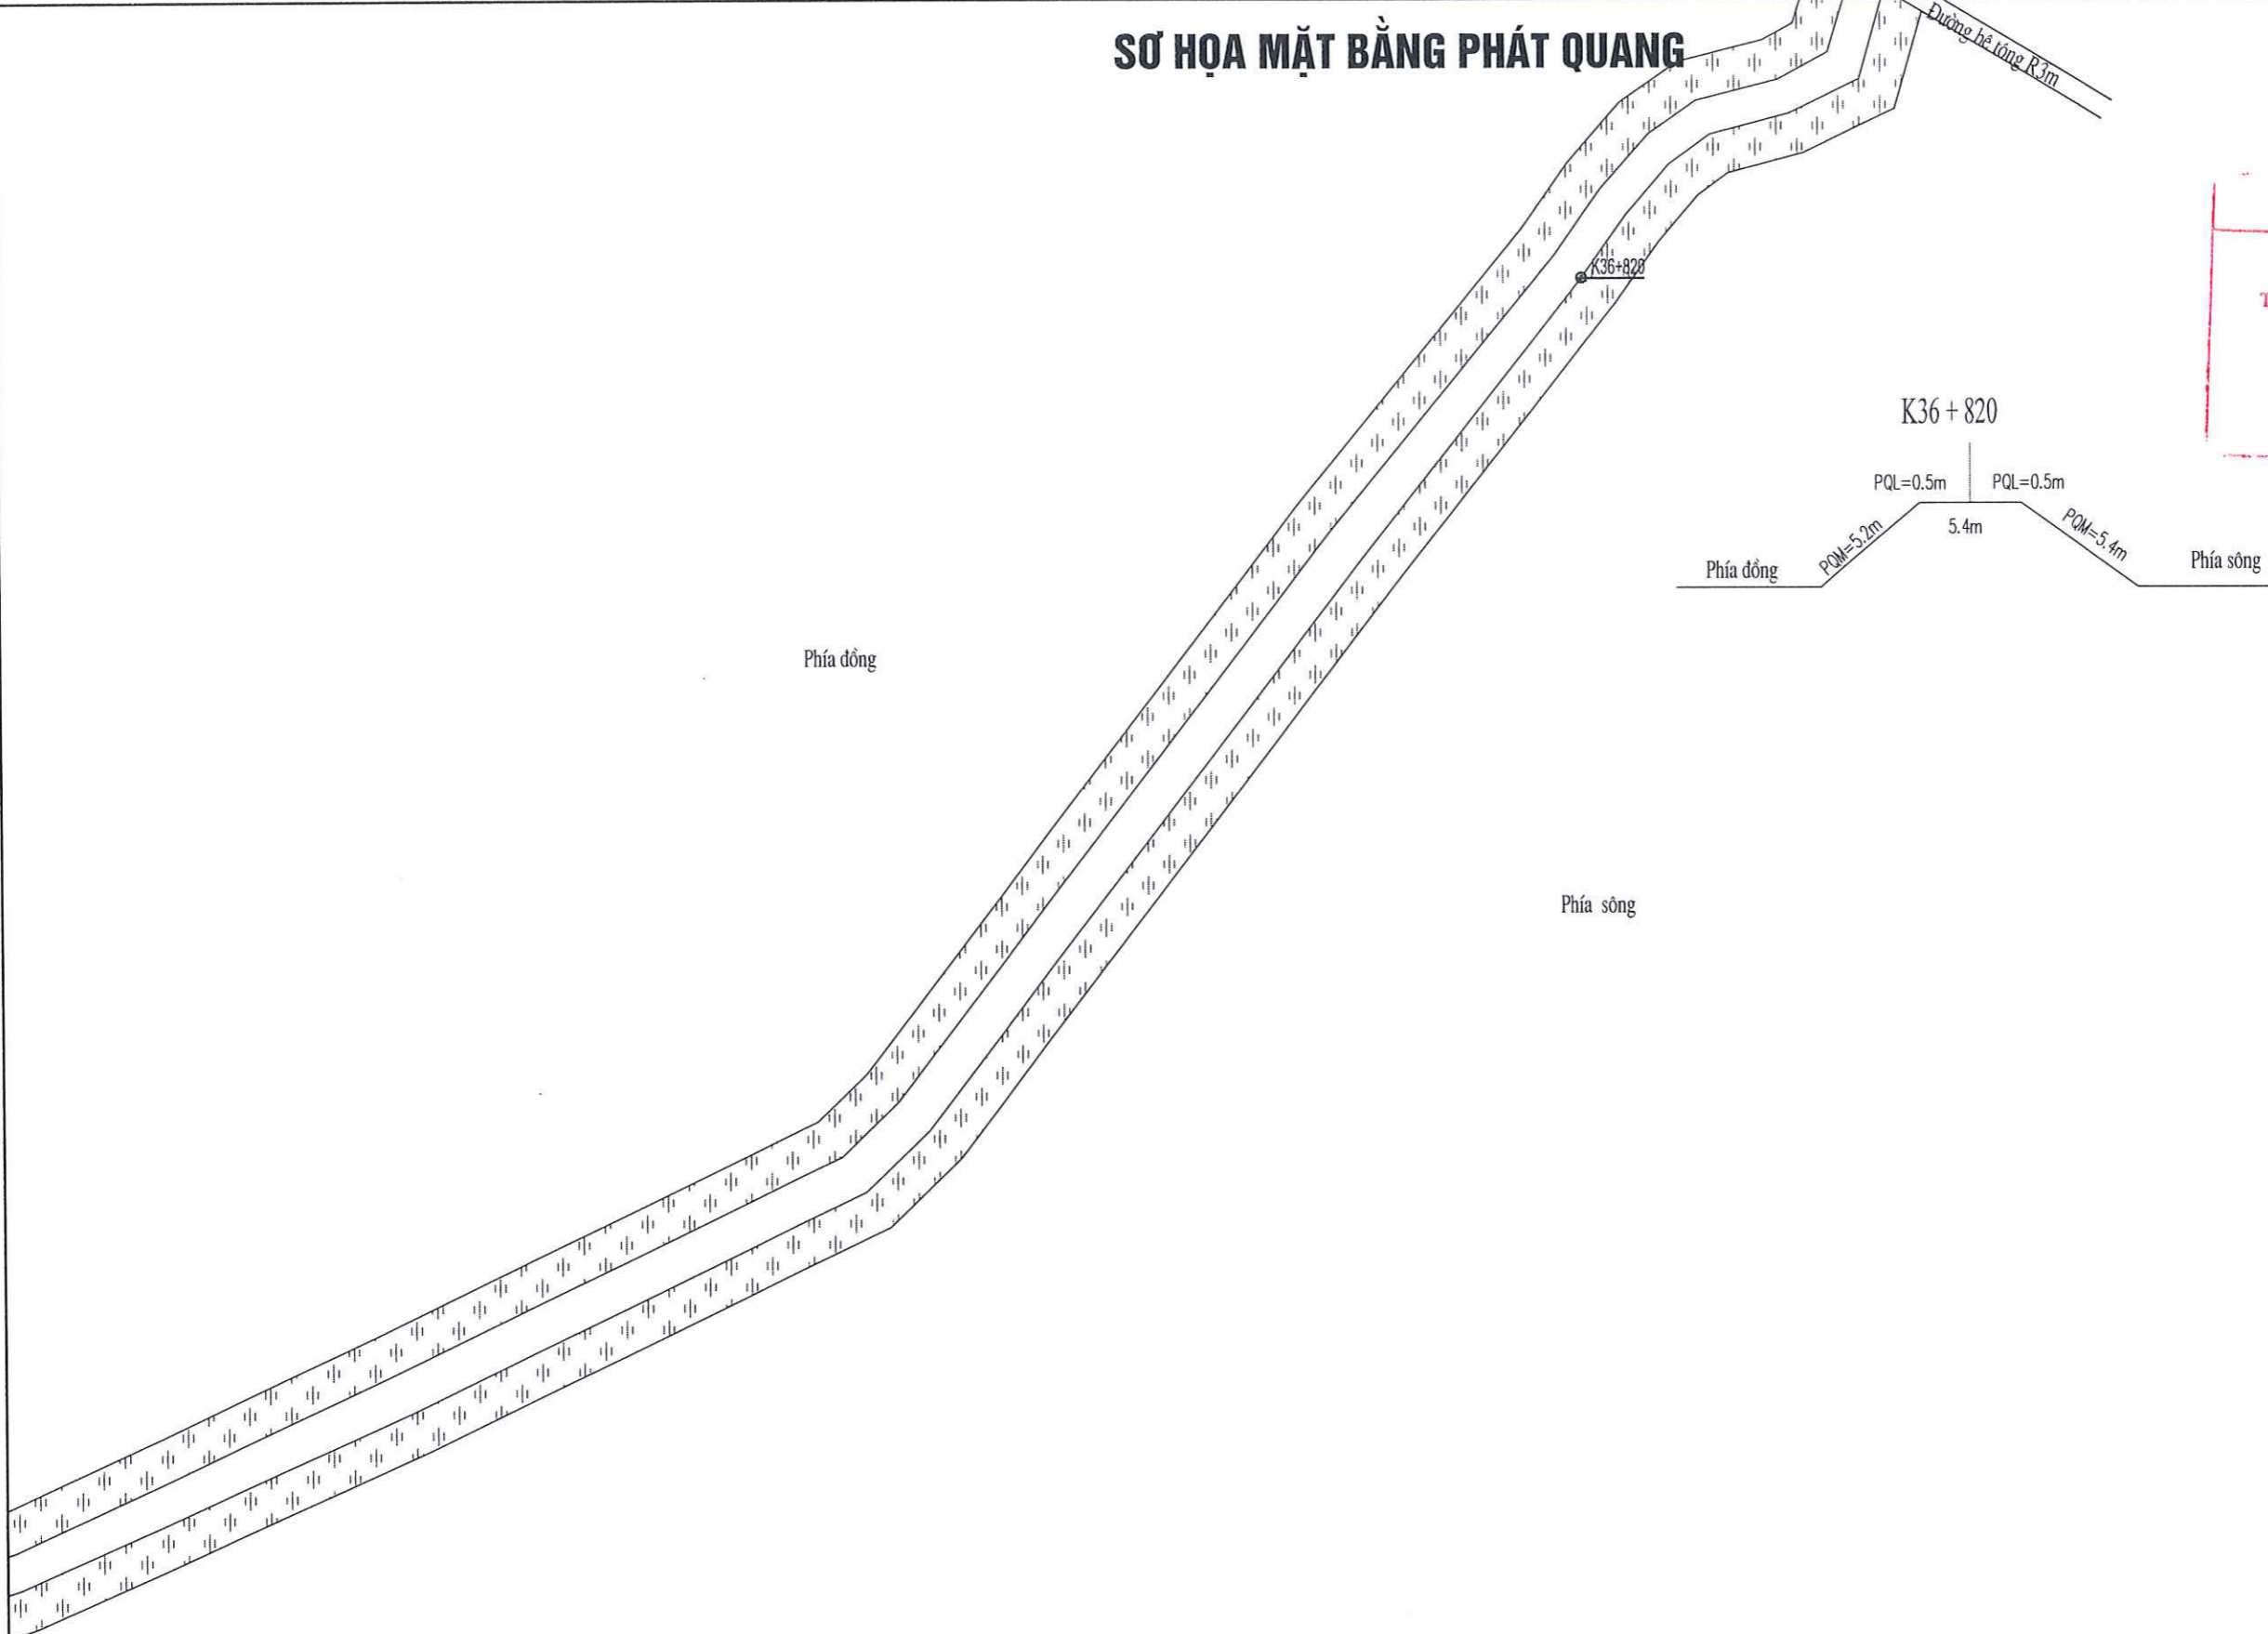 SƠ HỌA MẶT BẰNG PHÁT QUANG
Đường bê tông R3m
K36+820
K36 + 820
PQL=0.5m PQL=0.5m
PQM=5.2m 5.4m PQM=5.4m
Phía đồng Phía sông
Phía đồng
Phía sông